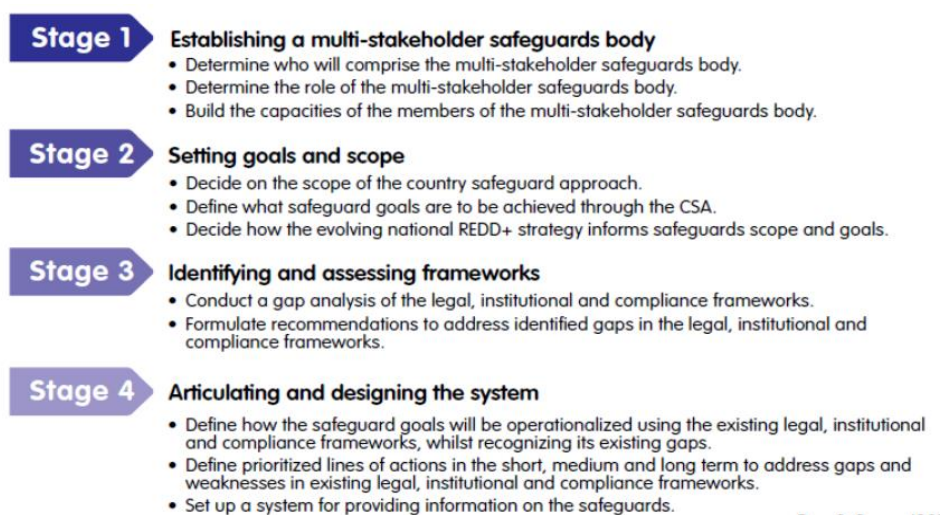 Stage 1
Establishing a multi-stakeholder safeguards body
• Determine who will comprise the multi-stakeholder safeguards body.
• Determine the role of the multi-stakeholder safeguards body.
• Build the capacities of the members of the multi-stakeholder safeguards body.
Stage 2
Setting goals and scope
• Decide on the scope of the country safeguard approach.
• Define what safeguard goals are to be achieved through the CSA.
• Decide how the evolving national REDD+ strategy informs safeguards scope and goals.
Stage 3
Identifying and assessing frameworks
• Conduct a gap analysis of the legal, institutional and compliance frameworks.
• Formulate recommendations to address identified gaps in the legal, institutional and
compliance frameworks.
Stage 4
Articulating and designing the system
• Define how the safeguard goals will be operationalized using the existing legal, institutional
and compliance frameworks, whilst recognizing its existing gaps.
• Define prioritized lines of actions in the short, medium and long term to address gaps and
weaknesses in existing legal, institutional and compliance frameworks.
• Set up a system for providing information on the safeguards.